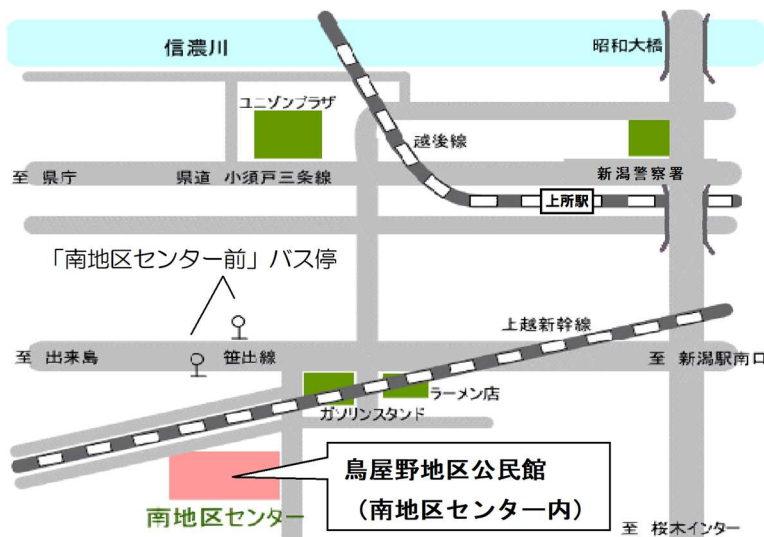 信濃川
昭和大橋
ユニゾンプラザ
越後線
新潟警察署
至 県庁
県道 小須戸三条線
上所駅
「南地区センター前」バス停
上越新幹線
至 出来島
笹出線
至 新潟駅南口
ラーメン店
ガソリンスタンド
鳥屋野地区公民館
（南地区センター内）
南地区センター
至 桜木インター